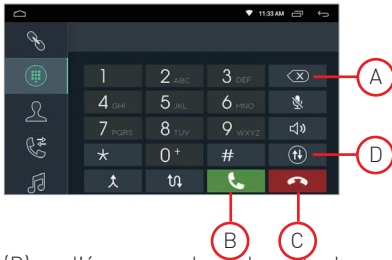 11:33 AM
1 2 ABC 3 DEF A
4 GHI 5 JKL 6 MNO
7 PQRS 8 TUV 9 WXYZ
* 0 + # D
B C